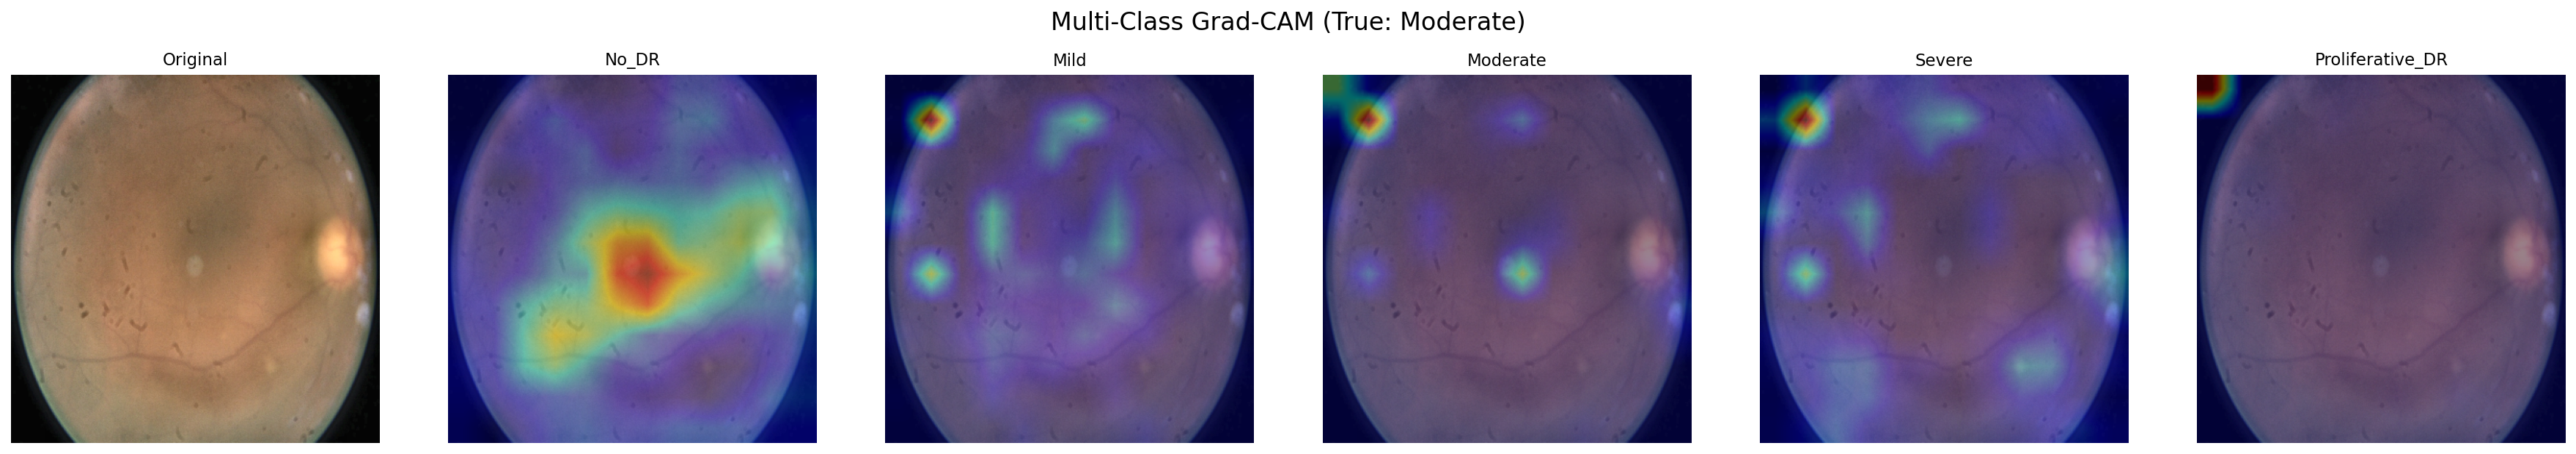 Multi-Class Grad-CAM (True: Moderate)
Original
No_DR
Mild
Moderate
Severe
Proliferative_DR